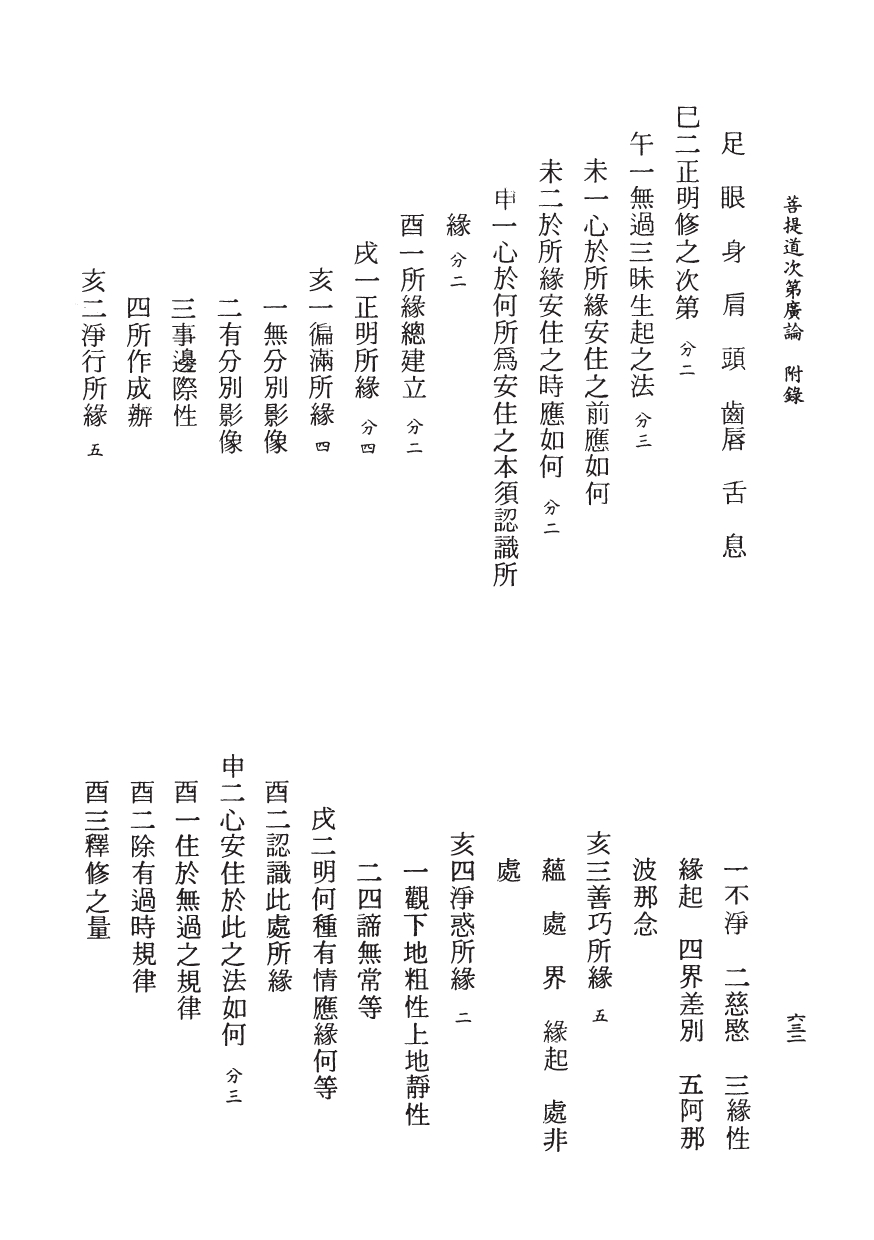 菩提道次第廣論　附錄
六三二
足　眼　身　肩　頭　齒唇　舌　息
巳二正明修之次第　分二
午一無過三昧生起之法　分三
未一心於所緣安住之前應如何
未二於所緣安住之時應如何　分二
申一心於何所爲安住之本須認識所
緣　分二
酉一所緣總建立　分二
戌一正明所緣　分四
亥一徧滿所緣　四
一無分別影像
二有分別影像
三事邊際性
四所作成辦
亥二淨行所緣　五
一不淨　二慈愍　三緣性
緣起　四界差別　五阿那
波那念
亥三善巧所緣　五
蘊　處　界　緣起　處非
處
亥四淨惑所緣　二
一觀下地粗性上地靜性
二四諦無常等
戌二明何種有情應緣何等
酉二認識此處所緣
申二心安住於此之法如何　分三
酉一住於無過之規律
酉二除有過時規律
酉三釋修之量